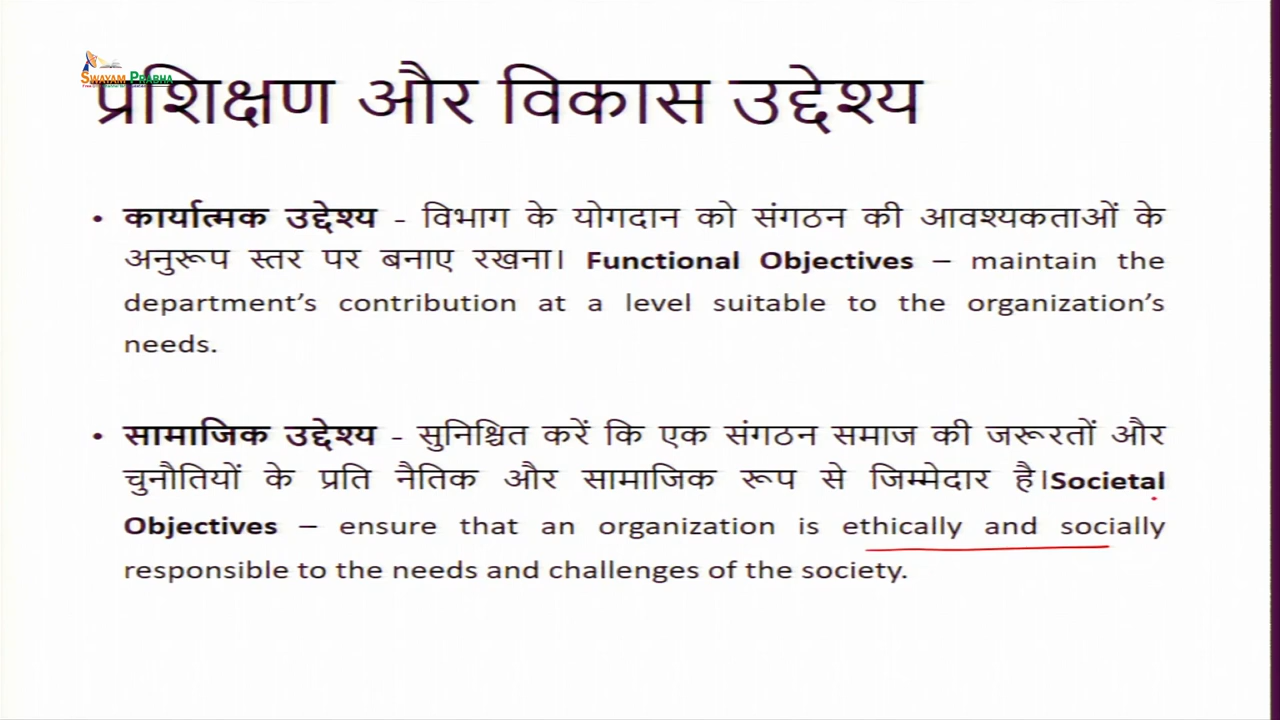 SWAYAM PRABHA
प्रशिक्षण और विकास उद्देश्य
• कार्यात्मक उद्देश्य - विभाग के योगदान को संगठन की आवश्यकताओं के
अनुरूप स्तर पर बनाए रखना। Functional Objectives – maintain the
department’s contribution at a level suitable to the organization’s
needs.
• सामाजिक उद्देश्य - सुनिश्चित करें कि एक संगठन समाज की जरूरतों और
चुनौतियों के प्रति नैतिक और सामाजिक रूप से जिम्मेदार है।Societal
Objectives – ensure that an organization is ethically and socially
responsible to the needs and challenges of the society.